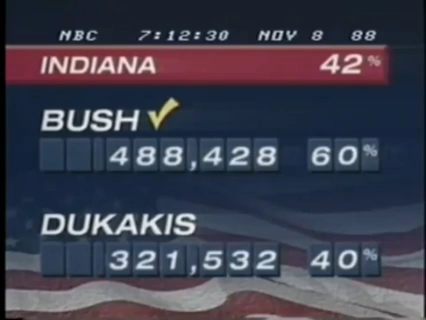 NBC 7:12:30 NOV 8 88
INDIANA 42%
BUSH ✓
488,428 60%
DUKAKIS
321,532 40%